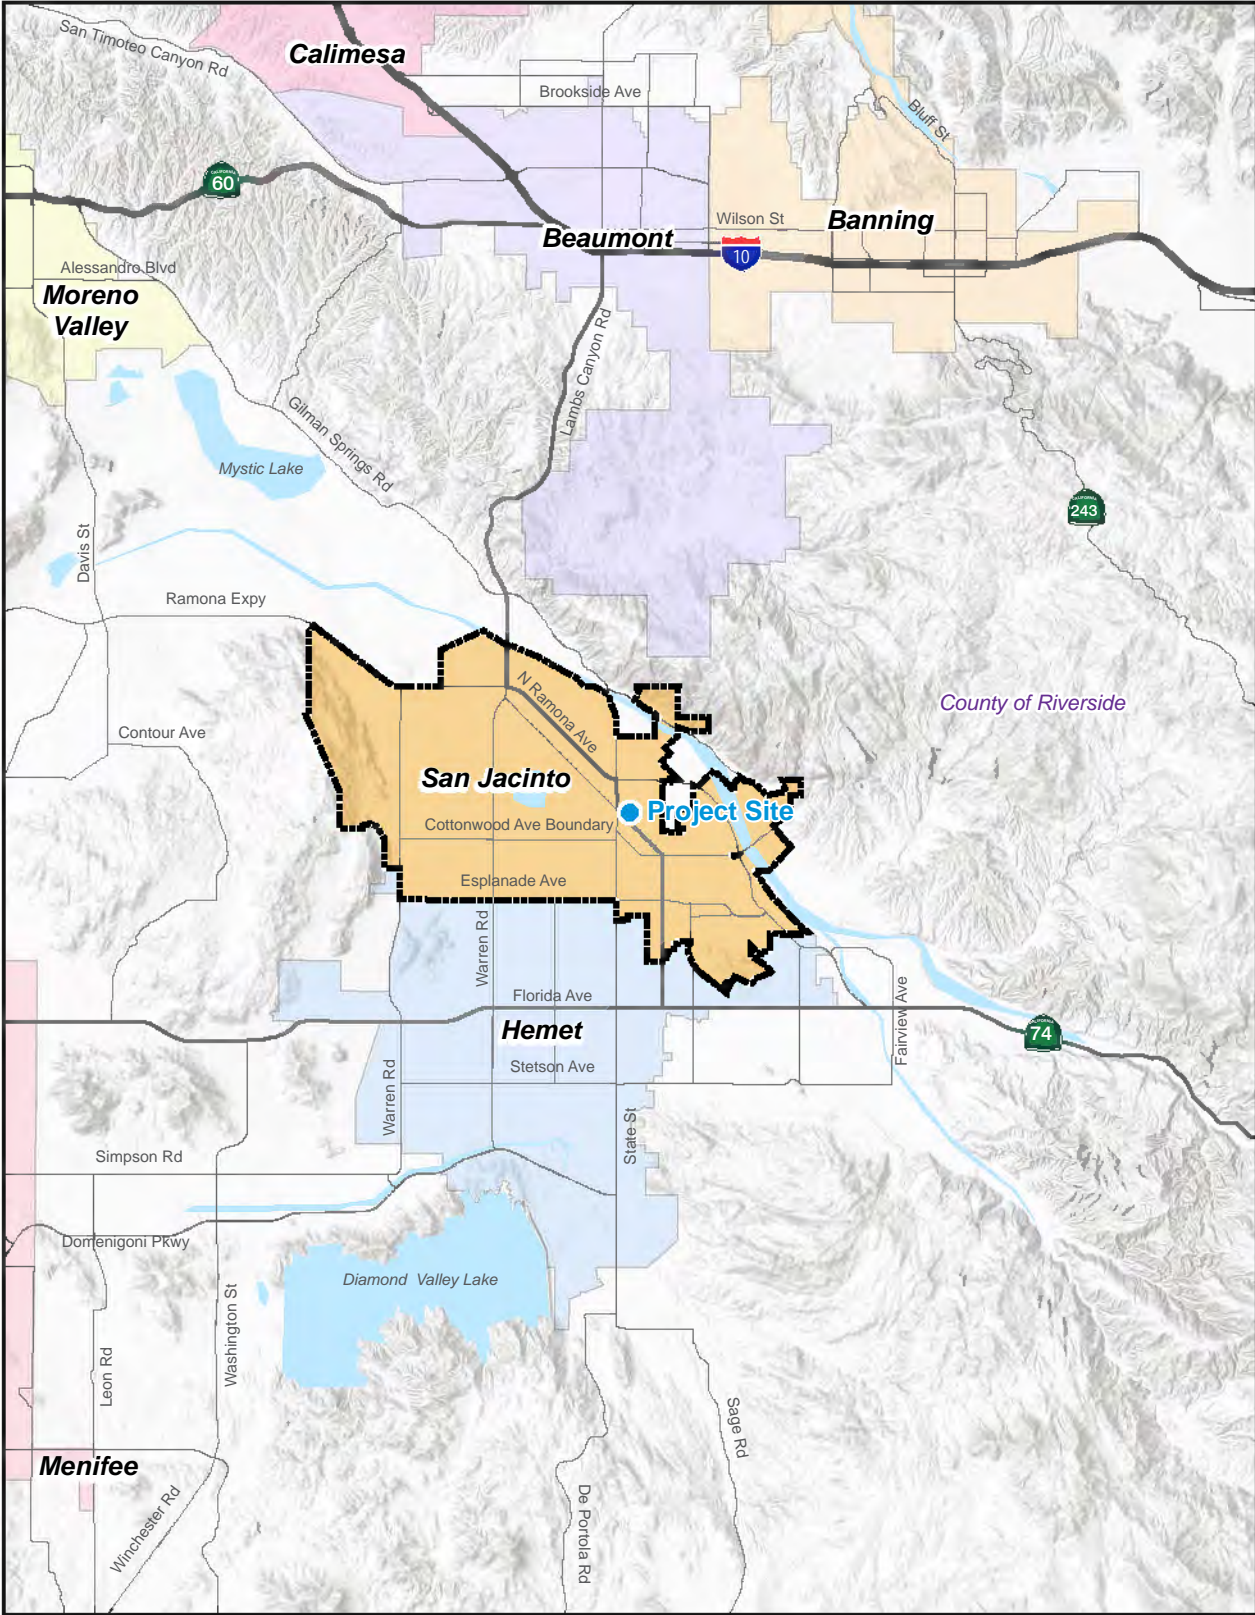 San Timoteo Canyon Rd
Calimesa
Brookside Ave
Bluff St
CALIFORNIA
60
Wilson St
Banning
Beaumont
10
Alessandro Blvd
Moreno
Valley
Lambs Canyon Rd
Gilman Springs Rd
Mystic Lake
CALIFORNIA
243
Davis St
Ramona Expy
N Ramona Ave
County of Riverside
Contour Ave
San Jacinto
Project Site
Cottonwood Ave Boundary
Esplanade Ave
Warren Rd
Florida Ave
Fairview Ave
Hemet
CALIFORNIA
74
Stetson Ave
Warren Rd
State St
Simpson Rd
Domenigoni Pkwy
Diamond Valley Lake
Washington St
Leon Rd
Sage Rd
Menifee
Winchester Rd
De Portola Rd